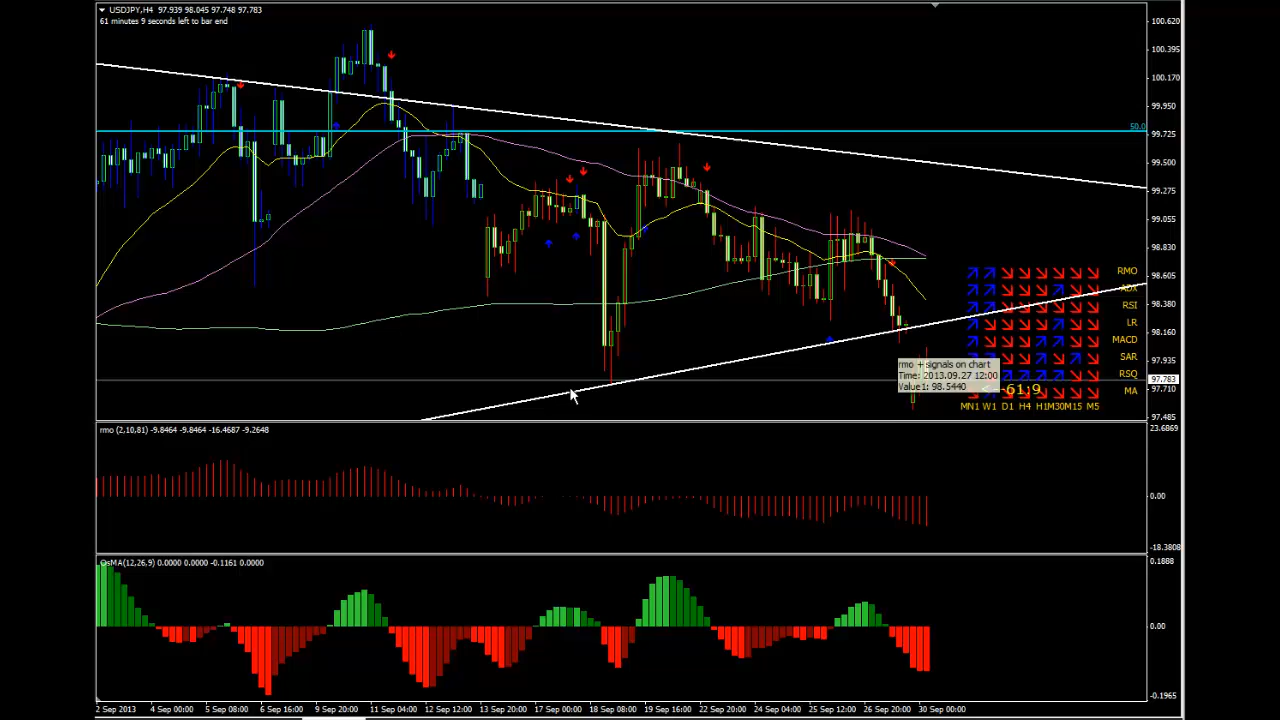 USDJPY,H4 97.939 98.045 97.748 97.783
61 minutes 9 seconds left to bar end
100.620
100.395
100.170
99.950
50.0
99.725
99.500
99.275
99.055
98.830
98.605
98.380
98.160
97.935
97.783
97.710
97.485
RMO
ADX
RSI
LR
MACD
SAR
RSQ
MA
rmo + signals on chart
Time: 2013.09.27 12:00
Value1: 98.5440
<--61:9
MN1 W1 D1 H4 H1 M30 M15 M5
rmo (2,10,81) -9.8464 -9.8464 -16.4687 -9.2648
23.6869
0.00
-18.3808
OsMA(12,26,9) 0.0000 0.0000 -0.1161 0.0000
0.1888
0.00
-0.1965
2 Sep 2013 4 Sep 00:00 5 Sep 08:00 6 Sep 16:00 9 Sep 20:00 11 Sep 04:00 12 Sep 12:00 13 Sep 20:00 17 Sep 00:00 18 Sep 08:00 19 Sep 16:00 22 Sep 20:00 24 Sep 04:00 25 Sep 12:00 26 Sep 20:00 30 Sep 00:00